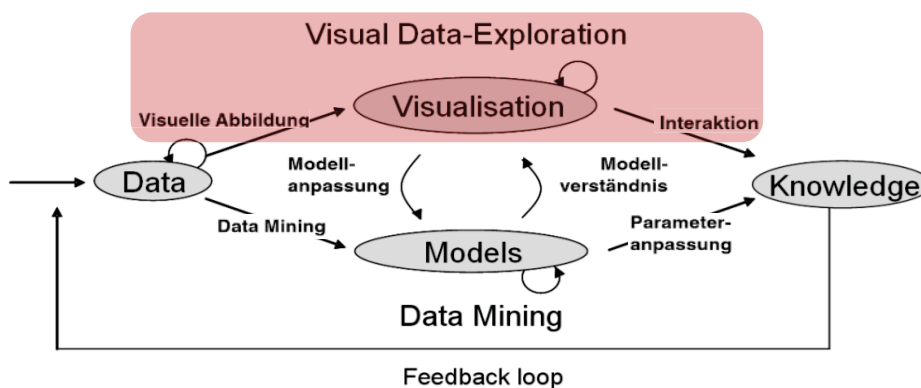 Visual Data-Exploration
Visualisation
Visuelle Abbildung
Interaktion
Data
Modell-
anpassung
Modell-
verständnis
Knowledge
Data Mining
Models
Parameter-
anpassung
Data Mining
Feedback loop